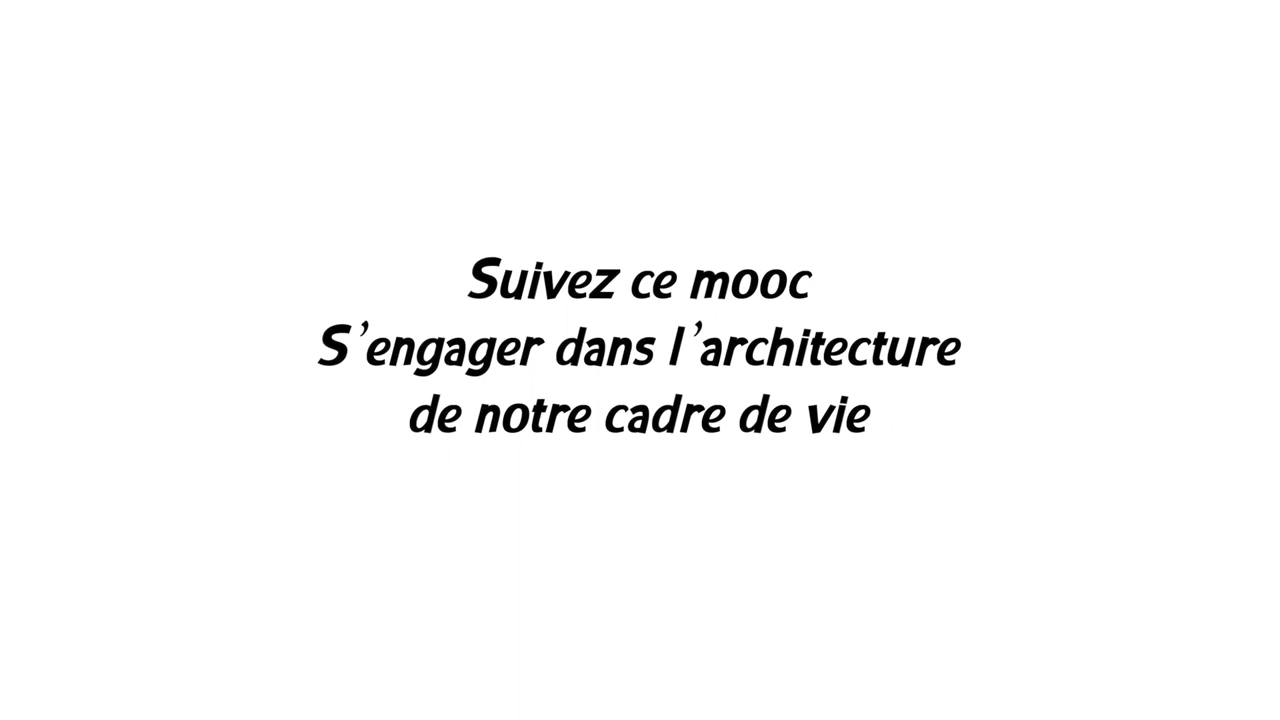 Suivez ce mooc
S’engager dans l’architecture
de notre cadre de vie